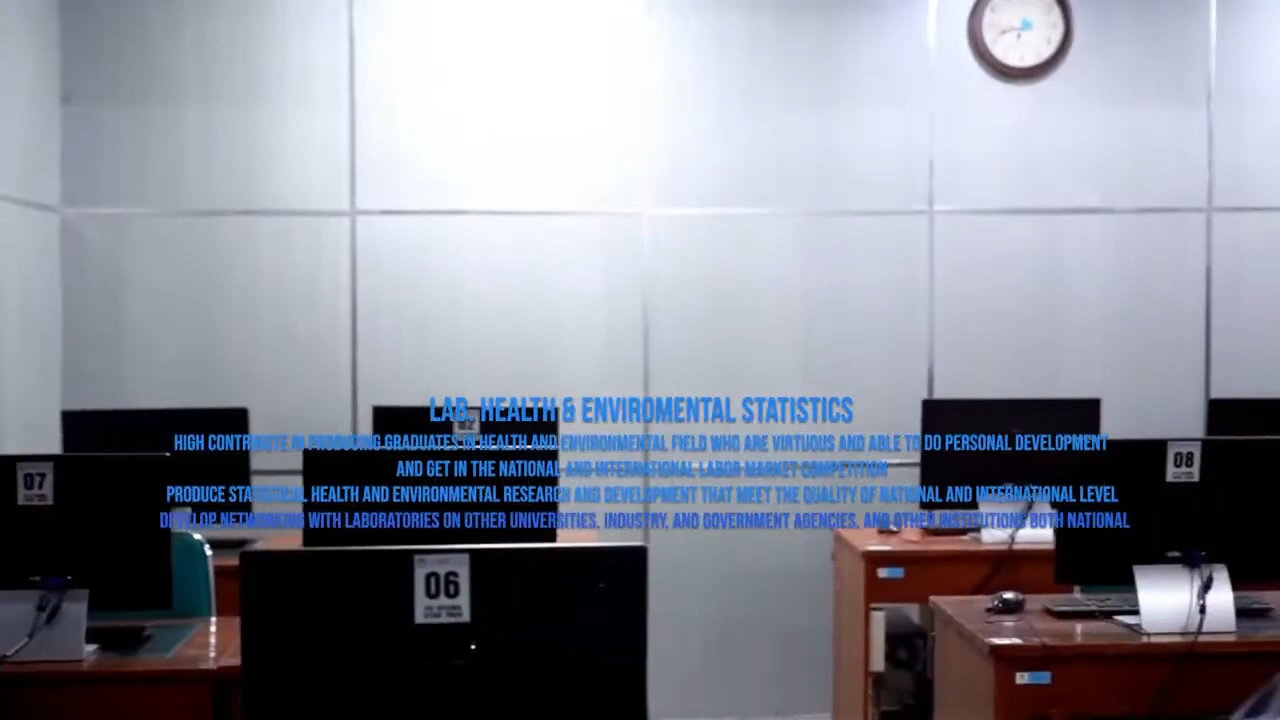 LAB. HEALTH & ENVIROMENTAL STATISTICS
HIGH CONTRIBUTE IN PRODUCING GRADUATES IN HEALTH AND ENVIRONMENTAL FIELD WHO ARE VIRTUOUS AND ABLE TO DO PERSONAL DEVELOPMENT
AND GET IN THE NATIONAL AND INTERNATIONAL LABOR MARKET COMPETITION
PRODUCE STATISTICAL HEALTH AND ENVIRONMENTAL RESEARCH AND DEVELOPMENT THAT MEET THE QUALITY OF NATIONAL AND INTERNATIONAL LEVEL
DEVELOP NETWORKING WITH LABORATORIES ON OTHER UNIVERSITIES, INDUSTRY, AND GOVERNMENT AGENCIES, AND OTHER INSTITUTIONS BOTH NATIONAL
07
02
08
06